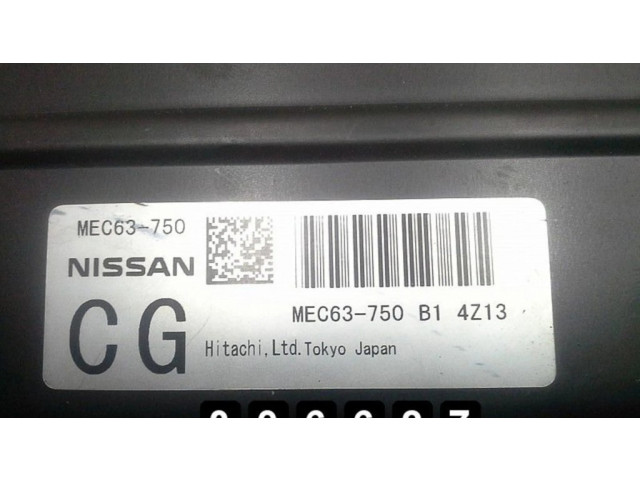 MEC63-750
NISSAN
CG
MEC63-750 B1 4Z13
Hitachi,Ltd.Tokyo Japan